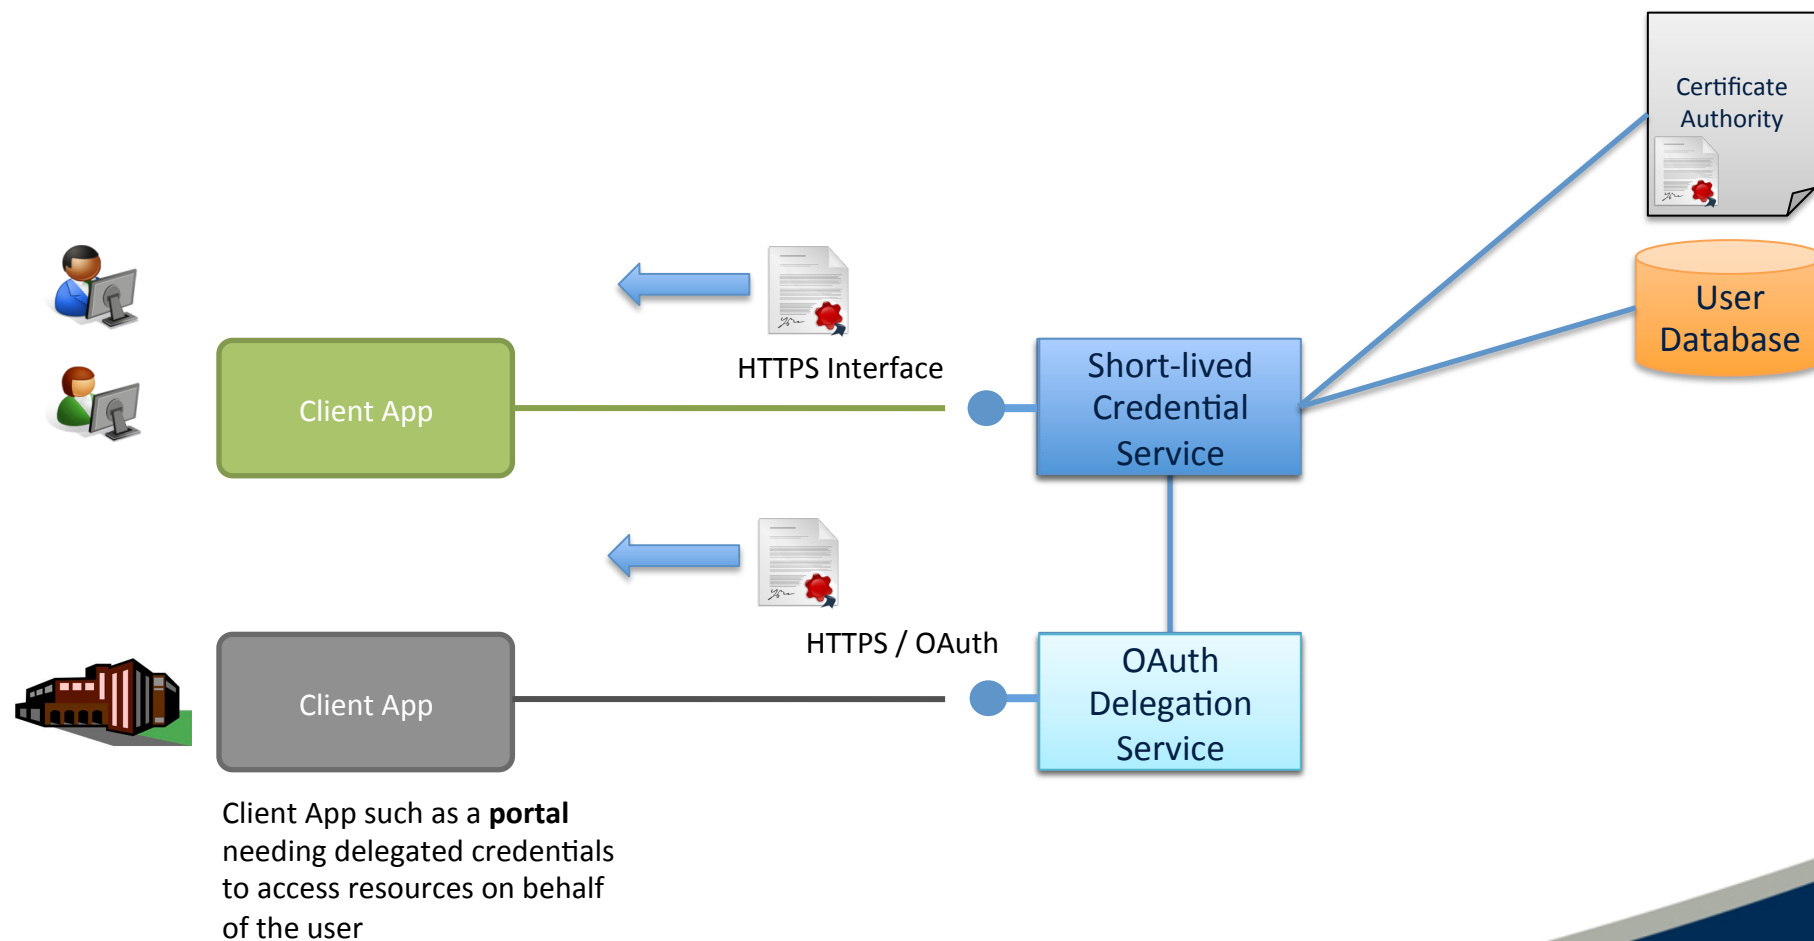 Certificate
Authority
User
Database
HTTPS Interface
Short-lived
Credential
Service
Client App
HTTPS / OAuth
OAuth
Delegation
Service
Client App
Client App such as a portal
needing delegated credentials
to access resources on behalf
of the user